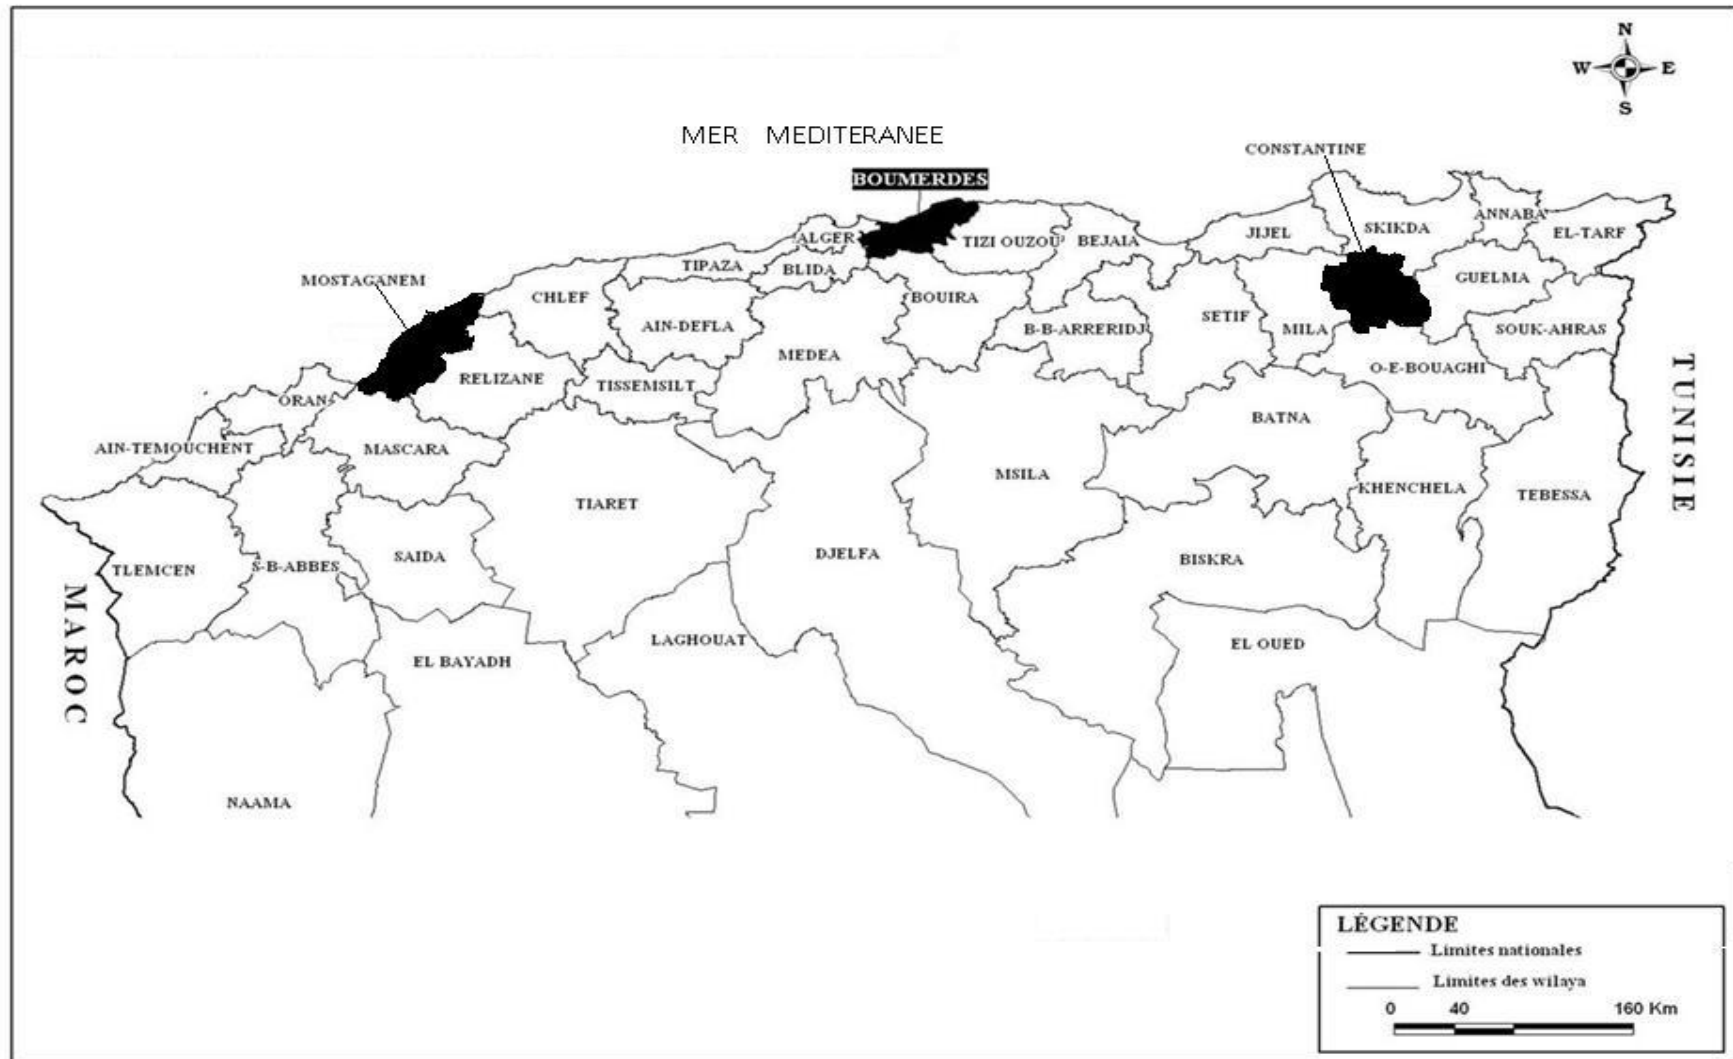 N
W E
S
MER MEDITERANEE
CONSTANTINE
BOUMERDES
ANNABA
SKIKDA
EL-TARF
JIJEL
ALGER
TIZI OUZOU
BEJAIA
TIPAZA
BLIDA
GUELMA
MOSTAGANEM
CHLEF
BOUIRA
SETIF
AIN-DEFLA
B-B-ARRERIDJ
MILA
SOUK-AHRAS
MEDEA
O-E-BOUAGHI
RELIZANE
TISSEMSILT
ORAN
BATNA
TUNISIE
AIN-TEMOUCHENT
MASCARA
MSILA
KHENCHELA
TEBESSA
TIARET
SAIDA
DJELFA
BISKRA
TLEMCEN
S-B-ABBES
MAROC
LAGHOUAT
EL OUED
EL BAYADH
NAAMA
LÉGENDE
Limites nationales
Limites des wilaya
0 40 160 Km